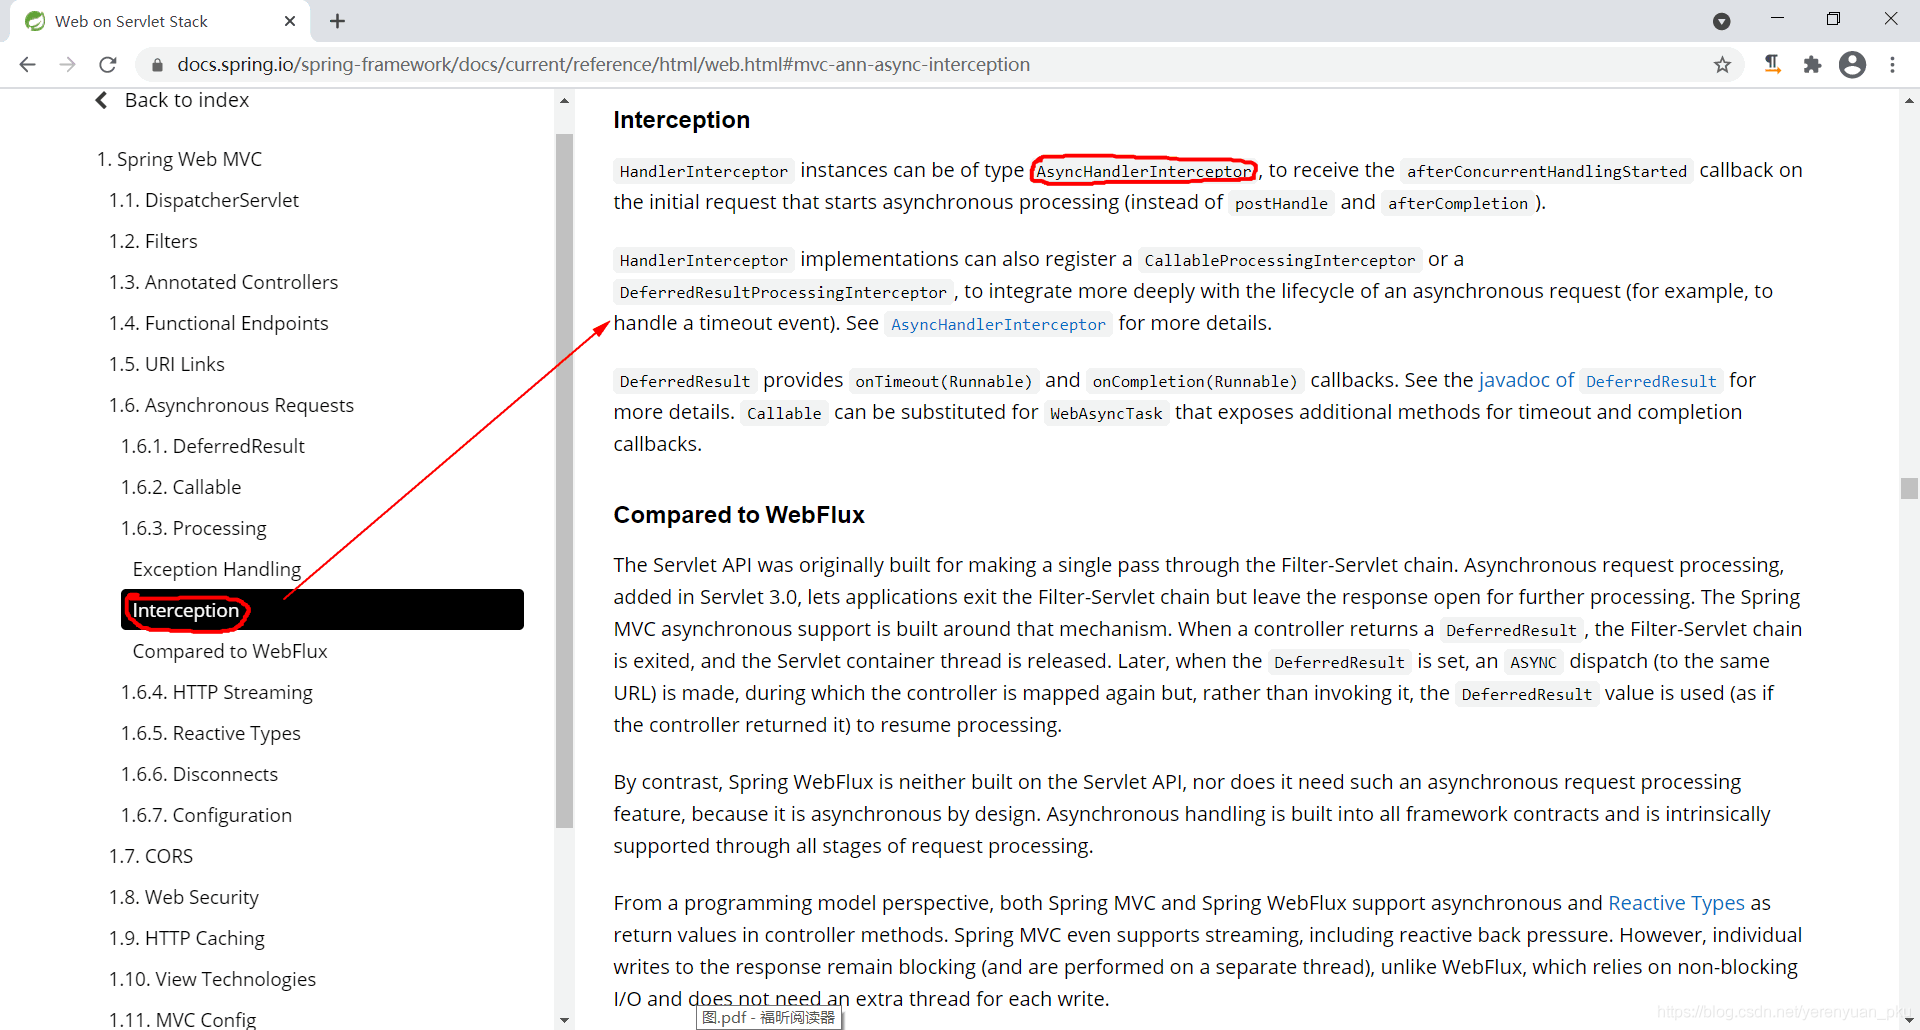 Web on Servlet Stack
docs.spring.io/spring-framework/docs/current/reference/html/web.html#mvc-ann-async-interception
Back to index
1. Spring Web MVC
1.1. DispatcherServlet
1.2. Filters
1.3. Annotated Controllers
1.4. Functional Endpoints
1.5. URI Links
1.6. Asynchronous Requests
1.6.1. DeferredResult
1.6.2. Callable
1.6.3. Processing
Exception Handling
Interception
Compared to WebFlux
1.6.4. HTTP Streaming
1.6.5. Reactive Types
1.6.6. Disconnects
1.6.7. Configuration
1.7. CORS
1.8. Web Security
1.9. HTTP Caching
1.10. View Technologies
1.11. MVC Config
Interception
HandlerInterceptor instances can be of type AsyncHandlerInterceptor, to receive the afterConcurrentHandlingStarted callback on
the initial request that starts asynchronous processing (instead of postHandle and afterCompletion).
HandlerInterceptor implementations can also register a CallableProcessingInterceptor or a
DeferredResultProcessingInterceptor, to integrate more deeply with the lifecycle of an asynchronous request (for example, to
handle a timeout event). See AsyncHandlerInterceptor for more details.
DeferredResult provides onTimeout(Runnable) and onCompletion(Runnable) callbacks. See the javadoc of DeferredResult for
more details. Callable can be substituted for WebAsyncTask that exposes additional methods for timeout and completion
callbacks.
Compared to WebFlux
The Servlet API was originally built for making a single pass through the Filter-Servlet chain. Asynchronous request processing,
added in Servlet 3.0, lets applications exit the Filter-Servlet chain but leave the response open for further processing. The Spring
MVC asynchronous support is built around that mechanism. When a controller returns a DeferredResult, the Filter-Servlet chain
is exited, and the Servlet container thread is released. Later, when the DeferredResult is set, an ASYNC dispatch (to the same
URL) is made, during which the controller is mapped again but, rather than invoking it, the DeferredResult value is used (as if
the controller returned it) to resume processing.
By contrast, Spring WebFlux is neither built on the Servlet API, nor does it need such an asynchronous request processing
feature, because it is asynchronous by design. Asynchronous handling is built into all framework contracts and is intrinsically
supported through all stages of request processing.
From a programming model perspective, both Spring MVC and Spring WebFlux support asynchronous and Reactive Types as
return values in controller methods. Spring MVC even supports streaming, including reactive back pressure. However, individual
writes to the response remain blocking (and are performed on a separate thread), unlike WebFlux, which relies on non-blocking
I/O and does not need an extra thread for each write.
图.pdf - 福昕阅读器
https://blog.csdn.net/yerenyuan_pku